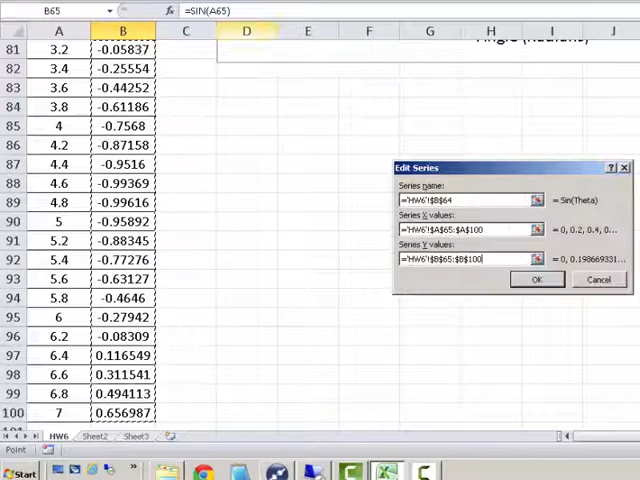 B65 fx =SIN(A65)
A B C D E F G H I J
Angle (Radians)
81 3.2 -0.05837
82 3.4 -0.25554
83 3.6 -0.44252
84 3.8 -0.61186
85 4 -0.7568
86 4.2 -0.87158
87 4.4 -0.9516
88 4.6 -0.99369
89 4.8 -0.99616
90 5 -0.95892
91 5.2 -0.88345
92 5.4 -0.77276
93 5.6 -0.63127
94 5.8 -0.4646
95 6 -0.27942
96 6.2 -0.08309
97 6.4 0.116549
98 6.6 0.311541
99 6.8 0.494113
100 7 0.656987
Edit Series
Series name:
='HW6'!$B$64 = Sin(Theta)
Series X values:
='HW6'!$A$65:$A$100 = 0, 0.2, 0.4, 0...
Series Y values:
='HW6'!$B$65:$B$100 = 0, 0.198669331...
OK Cancel
HW6 Sheet2 Sheet3
Point
Start